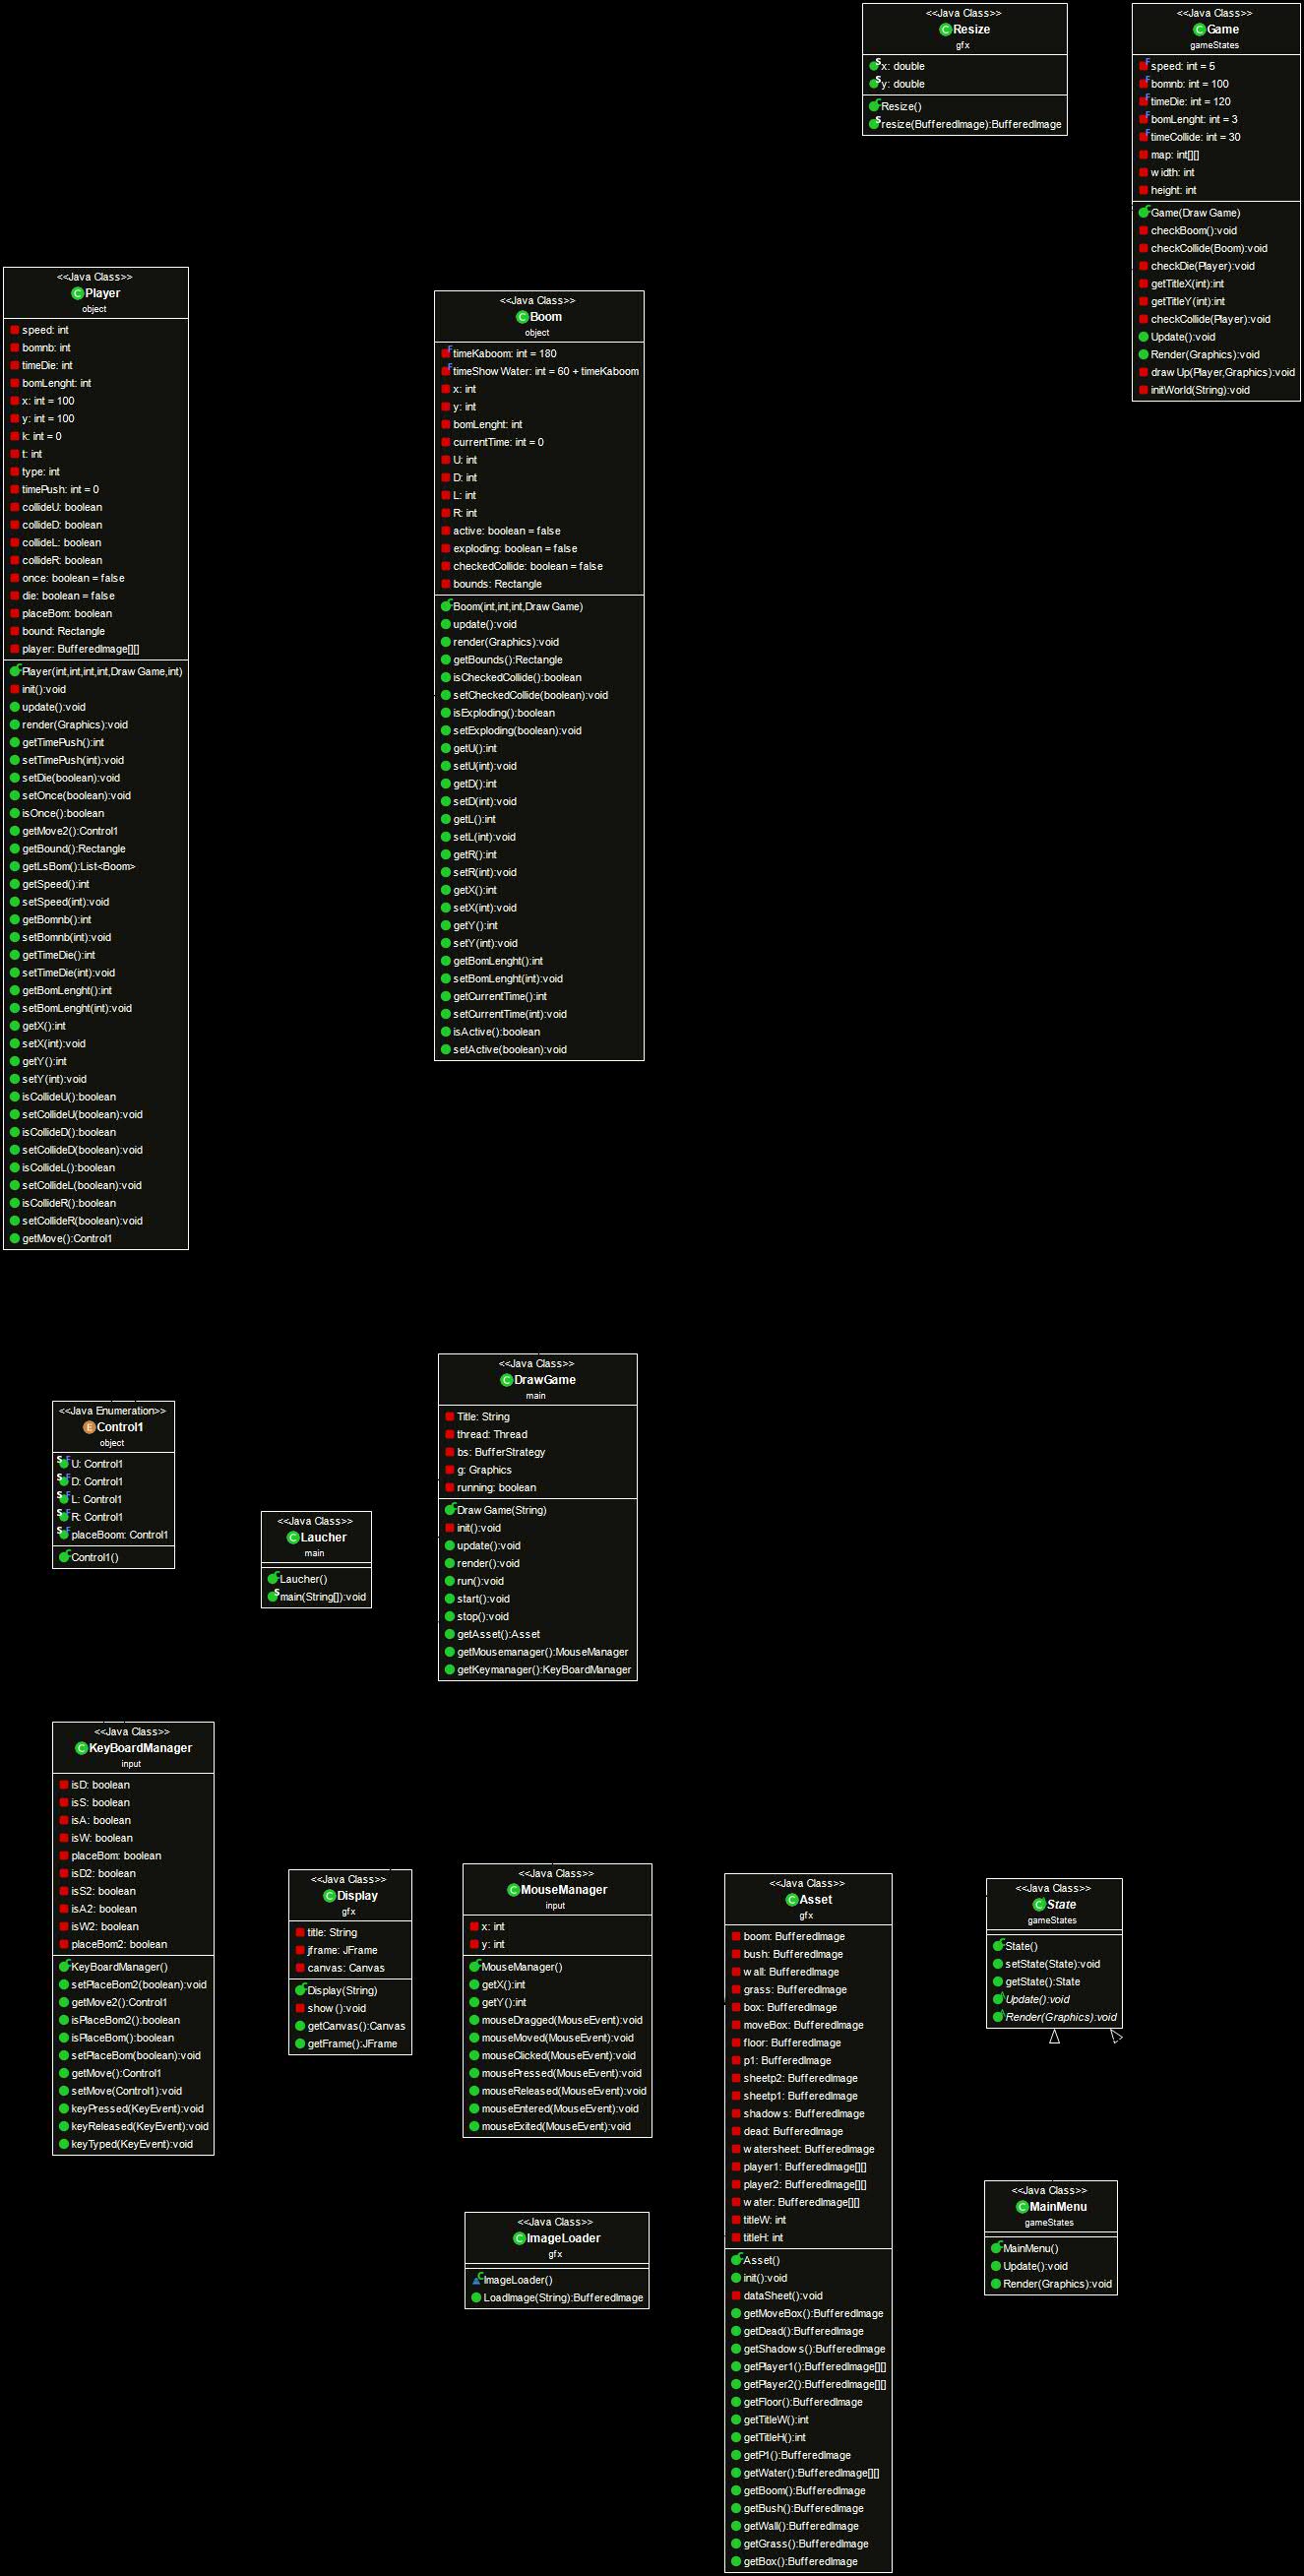 <<Java Class>>
Resize
gfx
x: double
y: double
Resize()
resize(BufferedImage):BufferedImage
<<Java Class>>
Game
gameStates
speed: int = 5
bomnb: int = 100
timeDie: int = 120
bomLenght: int = 3
timeCollide: int = 30
map: int[][]
width: int
height: int
Game(DrawGame)
checkBoom():void
checkCollide(Boom):void
checkDie(Player):void
getTitleX(int):int
getTitleY(int):int
checkCollide(Player):void
Update():void
Render(Graphics):void
drawUp(Player,Graphics):void
initWorld(String):void
<<Java Class>>
Player
object
speed: int
bomnb: int
timeDie: int
bomLenght: int
x: int = 100
y: int = 100
k: int = 0
t: int
type: int
timePush: int = 0
collideU: boolean
collideD: boolean
collideL: boolean
collideR: boolean
once: boolean = false
die: boolean = false
placeBom: boolean
bound: Rectangle
player: BufferedImage[][]
Player(int,int,int,int,DrawGame,int)
init():void
update():void
render(Graphics):void
getTimePush():int
setTimePush(int):void
setDie(boolean):void
setOnce(boolean):void
isOnce():boolean
getMove2():Control1
getBound():Rectangle
getLsBom():List<Boom>
getSpeed():int
setSpeed(int):void
getBomnb():int
setBomnb(int):void
getTimeDie():int
setTimeDie(int):void
getBomLenght():int
setBomLenght(int):void
getX():int
setX(int):void
getY():int
setY(int):void
isCollideU():boolean
setCollideU(boolean):void
isCollideD():boolean
setCollideD(boolean):void
isCollideL():boolean
setCollideL(boolean):void
isCollideR():boolean
setCollideR(boolean):void
getMove():Control1
<<Java Class>>
Boom
object
timeKaboom: int = 180
timeShowWater: int = 60 + timeKaboom
x: int
y: int
bomLenght: int
currentTime: int = 0
U: int
D: int
L: int
R: int
active: boolean = false
exploding: boolean = false
checkedCollide: boolean = false
bounds: Rectangle
Boom(int,int,int,DrawGame)
update():void
render(Graphics):void
getBounds():Rectangle
isCheckedCollide():boolean
setCheckedCollide(boolean):void
isExploding():boolean
setExploding(boolean):void
getU():int
setU(int):void
getD():int
setD(int):void
getL():int
setL(int):void
getR():int
setR(int):void
getX():int
setX(int):void
getY():int
setY(int):void
getBomLenght():int
setBomLenght(int):void
getCurrentTime():int
setCurrentTime(int):void
isActive():boolean
setActive(boolean):void
<<Java Enumeration>>
Control1
object
U: Control1
D: Control1
L: Control1
R: Control1
placeBoom: Control1
Control1()
<<Java Class>>
Laucher
main
Laucher()
main(String[]):void
<<Java Class>>
DrawGame
main
Title: String
thread: Thread
bs: BufferStrategy
g: Graphics
running: boolean
DrawGame(String)
init():void
update():void
render():void
run():void
start():void
stop():void
getAsset():Asset
getMousemanager():MouseManager
getKeymanager():KeyBoardManager
<<Java Class>>
KeyBoardManager
input
isD: boolean
isS: boolean
isA: boolean
isW: boolean
placeBom: boolean
isD2: boolean
isS2: boolean
isA2: boolean
isW2: boolean
placeBom2: boolean
KeyBoardManager()
setPlaceBom2(boolean):void
getMove2():Control1
isPlaceBom2():boolean
isPlaceBom():boolean
setPlaceBom(boolean):void
getMove():Control1
setMove(Control1):void
keyPressed(KeyEvent):void
keyReleased(KeyEvent):void
keyTyped(KeyEvent):void
<<Java Class>>
Display
gfx
title: String
jframe: JFrame
canvas: Canvas
Display(String)
show():void
getCanvas():Canvas
getFrame():JFrame
<<Java Class>>
MouseManager
input
x: int
y: int
MouseManager()
getX():int
getY():int
mouseDragged(MouseEvent):void
mouseMoved(MouseEvent):void
mouseClicked(MouseEvent):void
mousePressed(MouseEvent):void
mouseReleased(MouseEvent):void
mouseEntered(MouseEvent):void
mouseExited(MouseEvent):void
<<Java Class>>
ImageLoader
gfx
ImageLoader()
LoadImage(String):BufferedImage
<<Java Class>>
Asset
gfx
boom: BufferedImage
bush: BufferedImage
wall: BufferedImage
grass: BufferedImage
box: BufferedImage
moveBox: BufferedImage
floor: BufferedImage
p1: BufferedImage
sheetp2: BufferedImage
sheetp1: BufferedImage
shadows: BufferedImage
dead: BufferedImage
watersheet: BufferedImage
player1: BufferedImage[][]
player2: BufferedImage[][]
water: BufferedImage[][]
titleW: int
titleH: int
Asset()
init():void
dataSheet():void
getMoveBox():BufferedImage
getDead():BufferedImage
getShadows():BufferedImage
getPlayer1():BufferedImage[][]
getPlayer2():BufferedImage[][]
getFloor():BufferedImage
getTitleW():int
getTitleH():int
getP1():BufferedImage
getWater():BufferedImage[][]
getBoom():BufferedImage
getBush():BufferedImage
getWall():BufferedImage
getGrass():BufferedImage
getBox():BufferedImage
<<Java Class>>
State
gameStates
State()
setState(State):void
getState():State
Update():void
Render(Graphics):void
<<Java Class>>
MainMenu
gameStates
MainMenu()
Update():void
Render(Graphics):void